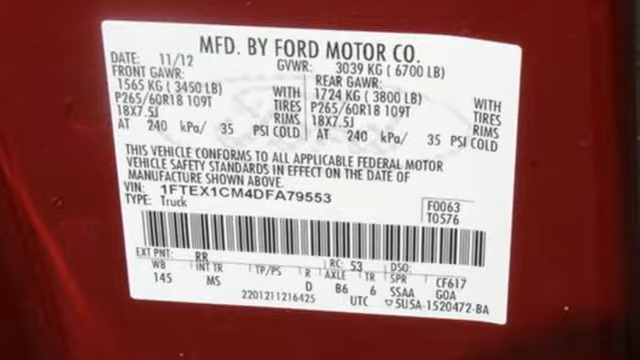 MFD. BY FORD MOTOR CO.
DATE: 11/12 GVWR: 3039 KG ( 6700 LB)
FRONT GAWR: REAR GAWR:
1565 KG ( 3450 LB) WITH 1724 KG ( 3800 LB) WITH
P265/60R18 109T TIRES P265/60R18 109T TIRES
18X7.5J RIMS 18X7.5J RIMS
AT 240 kPa/ 35 PSI COLD AT 240 kPa/ 35 PSI COLD
THIS VEHICLE CONFORMS TO ALL APPLICABLE FEDERAL MOTOR
VEHICLE SAFETY STANDARDS IN EFFECT ON THE DATE OF
MANUFACTURE SHOWN ABOVE.
VIN: 1FTEX1CM4DFA79553 F0063
TYPE: Truck T0576
EXT PNT: RR RC: 53 DSO:
WB INT TR TP/PS R AXLE TR SPR CF617
145 MS D B6 6 SSAA GOA
2201211216425 UTC 5U5A-1520472-BA